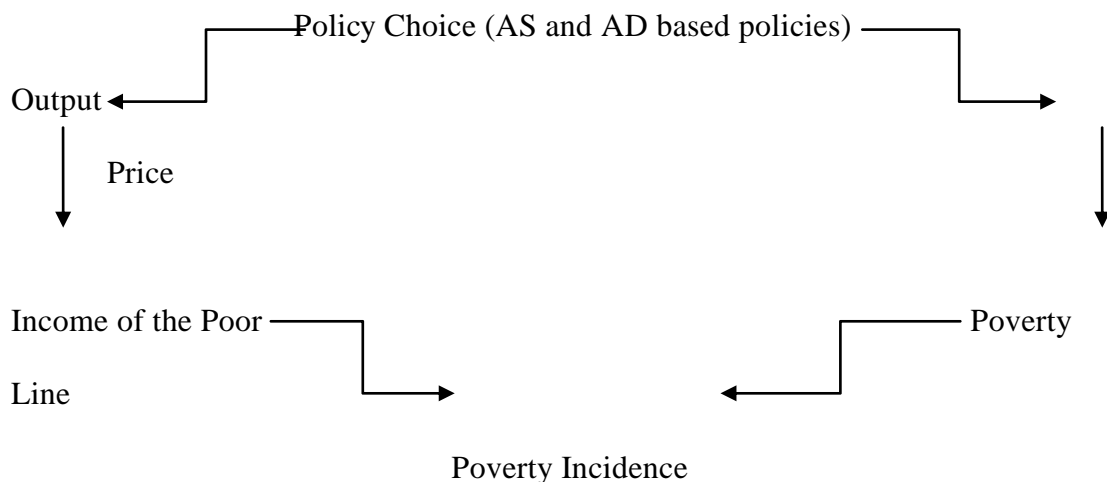 Policy Choice (AS and AD based policies)
Output
Price
Income of the Poor Poverty
Line
Poverty Incidence